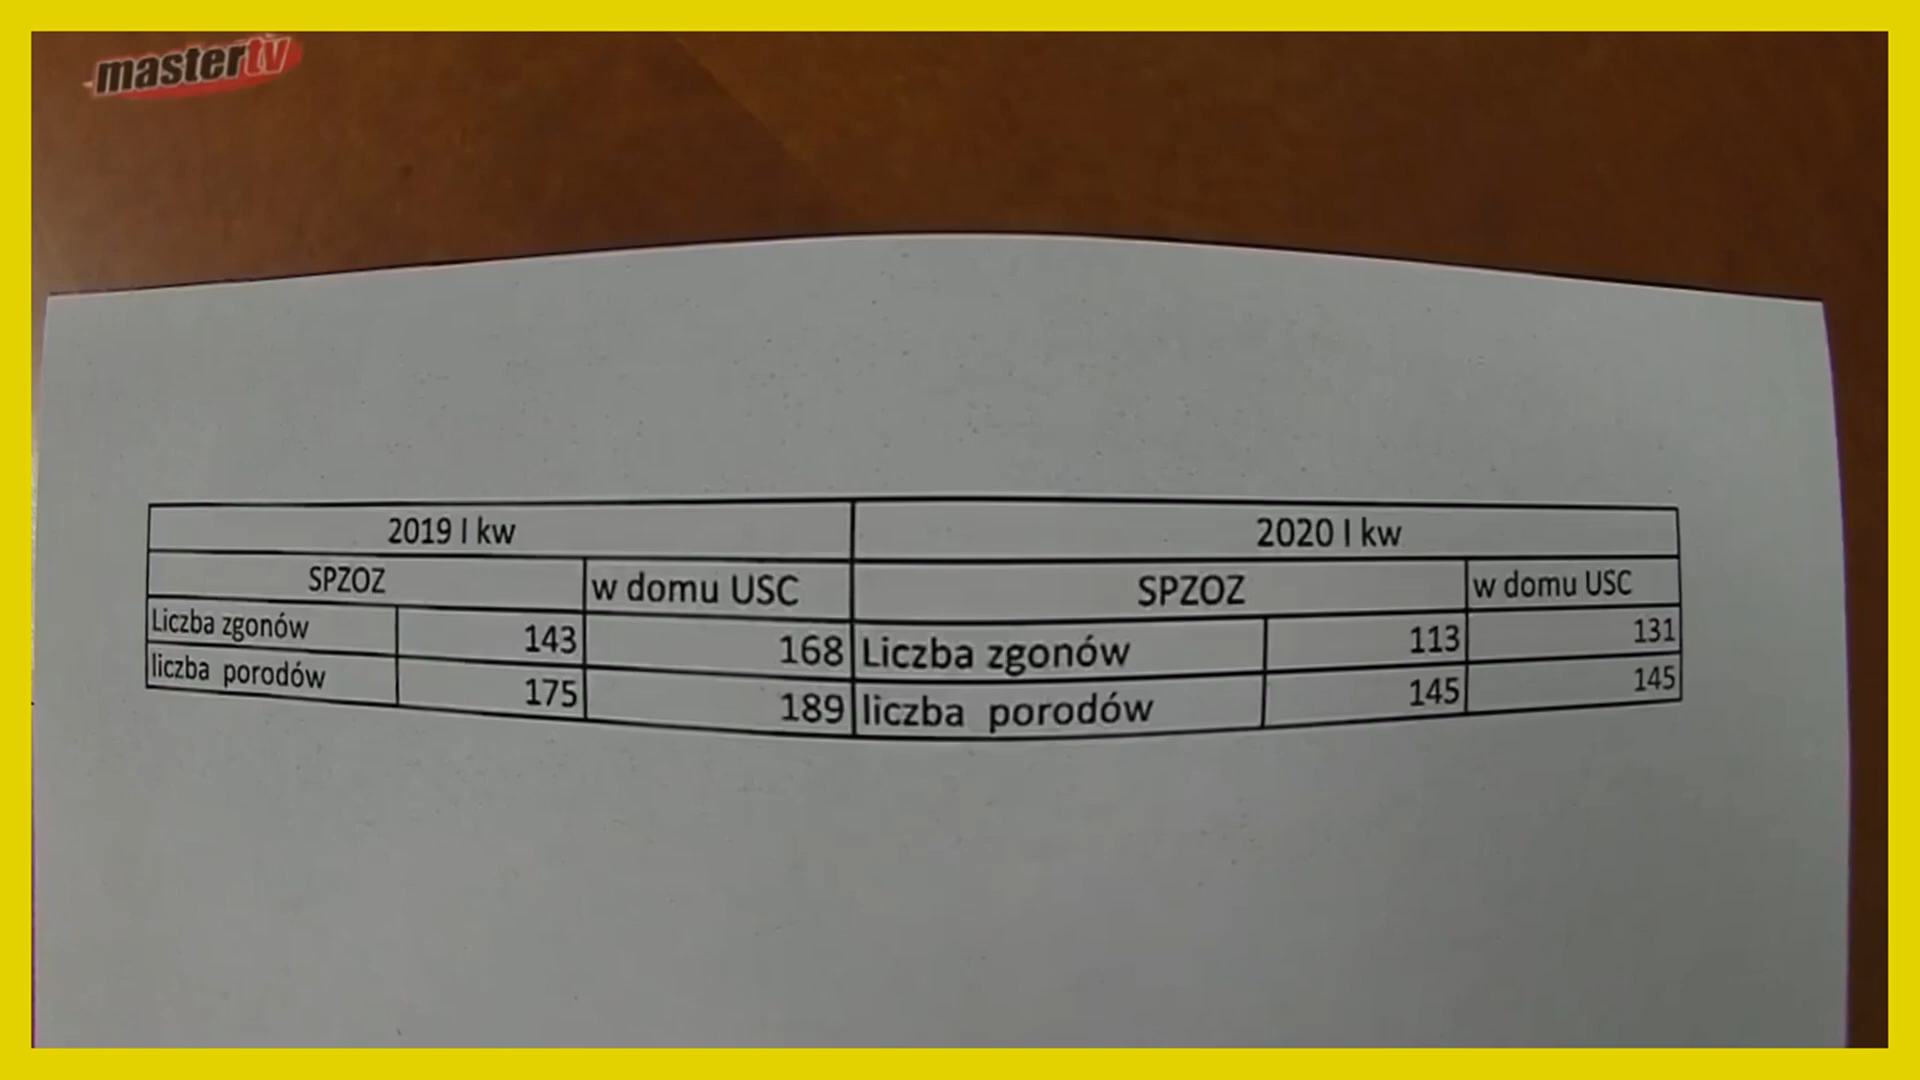 mastertv
2019 I kw 2020 I kw
SPZOZ w domu USC SPZOZ w domu USC
Liczba zgonów 143 168 Liczba zgonów 113 131
liczba porodów 175 189 liczba porodów 145 145